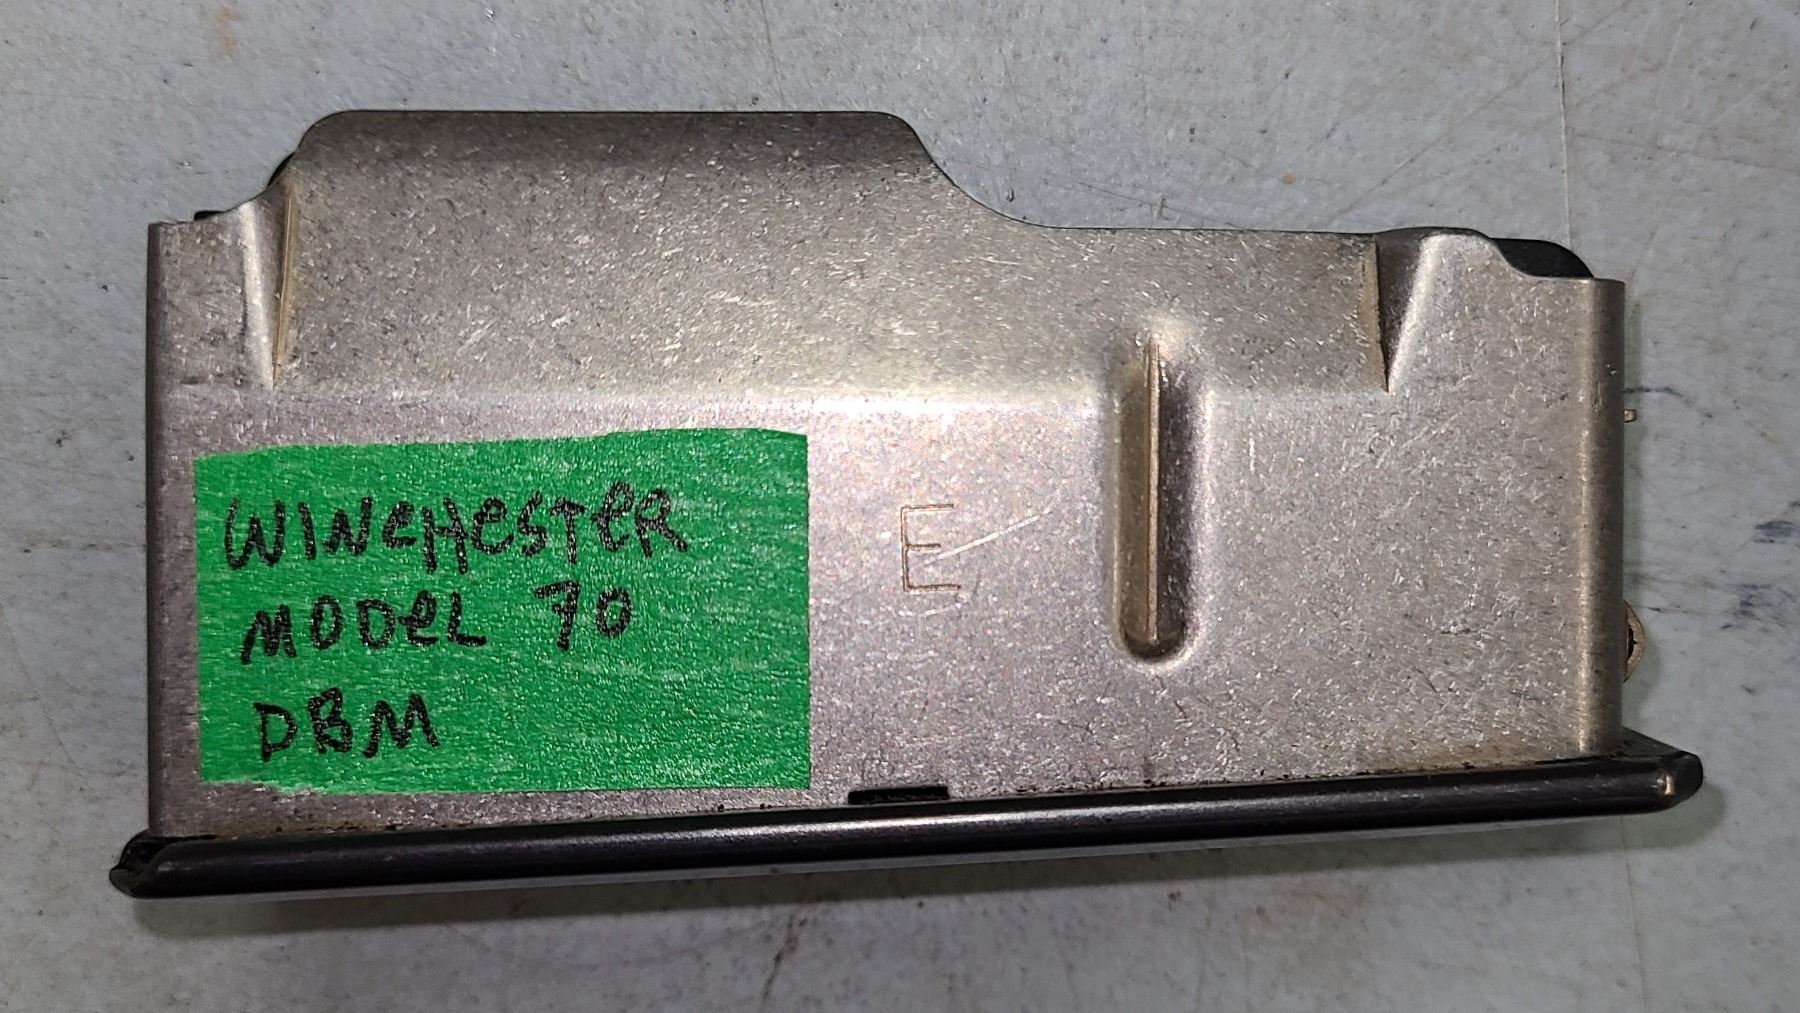 WINCHESTER
MODEL 70
DBM
E